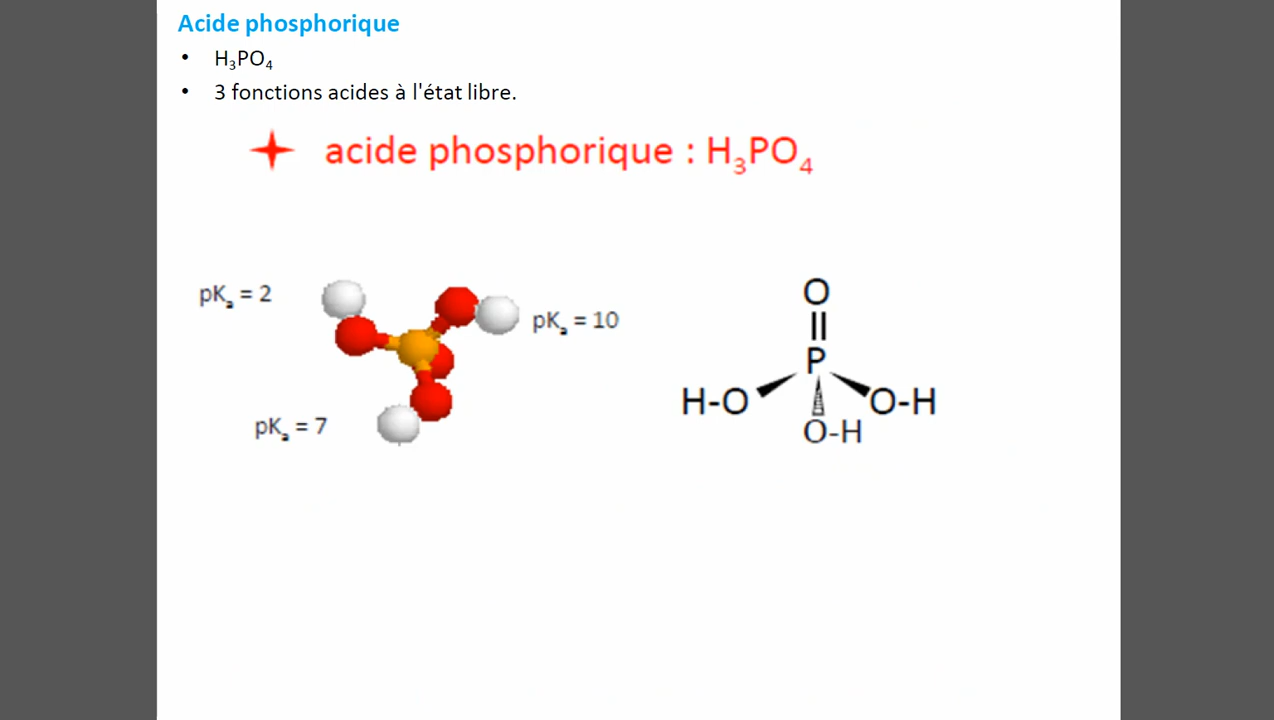 Acide phosphorique
• H₃PO₄
• 3 fonctions acides à l'état libre.
acide phosphorique : H₃PO₄
pKₐ = 2
pKₐ = 10
pKₐ = 7
O
P
H-O
O-H
O-H